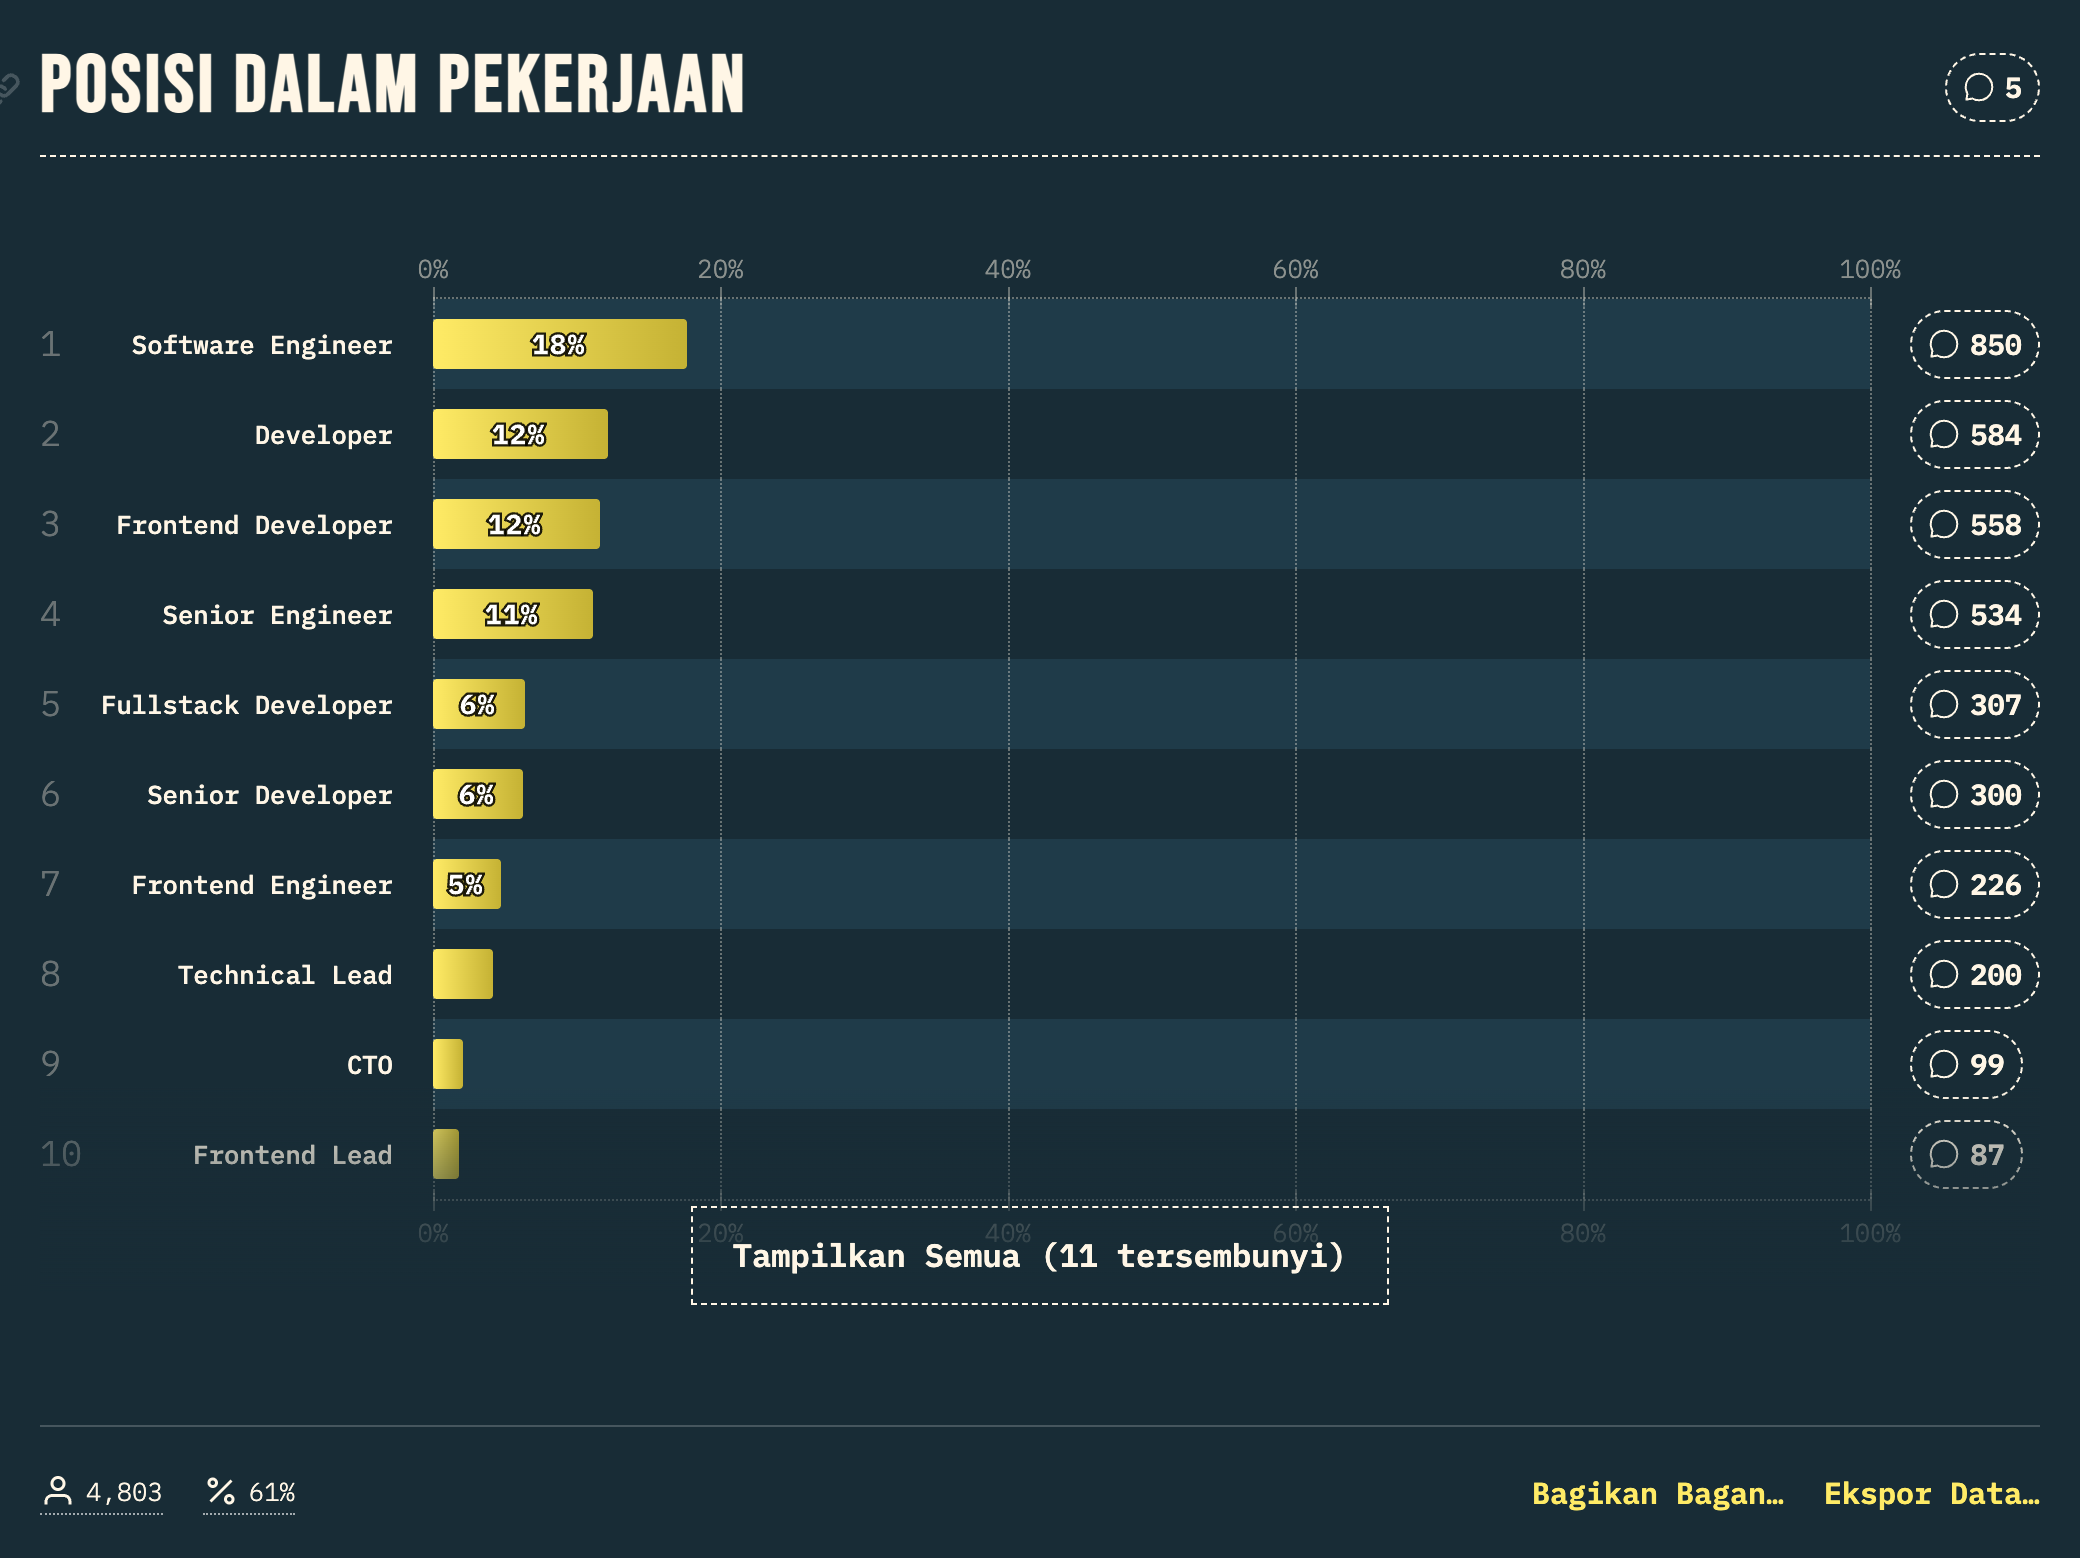 POSISI DALAM PEKERJAAN
5
0% 20% 40% 60% 80% 100%
1 Software Engineer 18% 850
2 Developer 12% 584
3 Frontend Developer 12% 558
4 Senior Engineer 11% 534
5 Fullstack Developer 6% 307
6 Senior Developer 6% 300
7 Frontend Engineer 5% 226
8 Technical Lead 200
9 CTO 99
10 Frontend Lead 87
0% 20% 40% 60% 80% 100%
Tampilkan Semua (11 tersembunyi)
4,803 61% Bagikan Bagan… Ekspor Data…